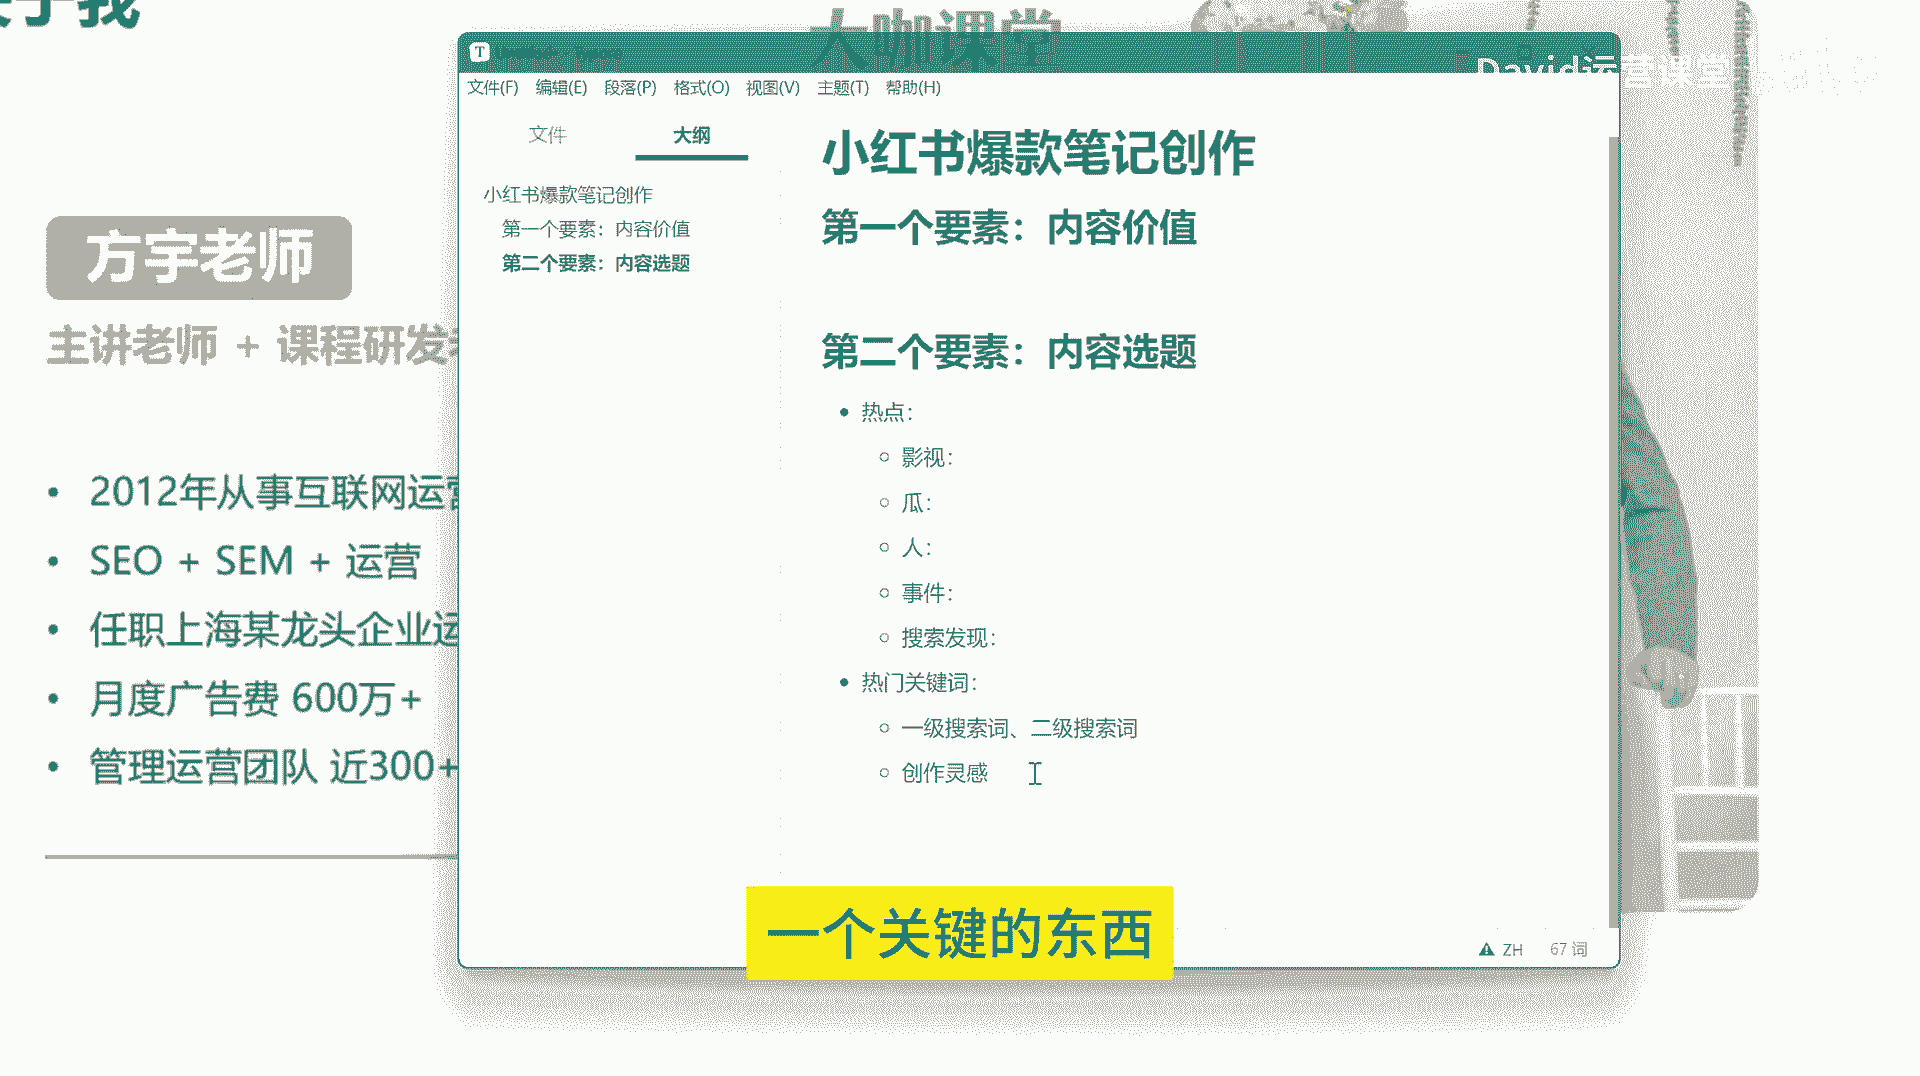 大咖课堂
David运营课堂
T
文件(F) 编辑(E) 段落(P) 格式(O) 视图(V) 主题(T) 帮助(H)
文件 大纲
小红书爆款笔记创作
第一个要素：内容价值
第二个要素：内容选题
小红书爆款笔记创作
第一个要素：内容价值
第二个要素：内容选题
热点：
影视：
瓜：
人：
事件：
搜索发现：
热门关键词：
一级搜索词、二级搜索词
创作灵感
ZH 67 词
方宇老师
主讲老师 + 课程研发
2012年从事互联网运营
SEO + SEM + 运营
任职上海某龙头企业运
月度广告费 600万+
管理运营团队 近300+
一个关键的东西